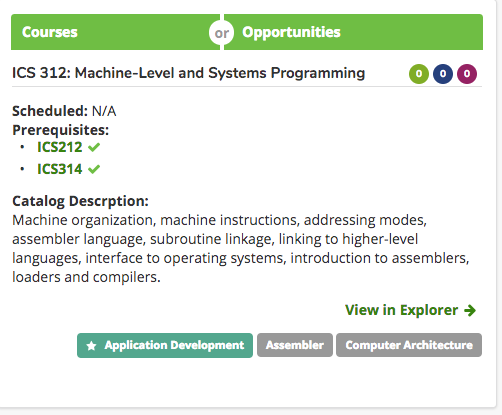 Courses or Opportunities
ICS 312: Machine-Level and Systems Programming 0 0 0
Scheduled: N/A
Prerequisites:
• ICS212
• ICS314
Catalog Descrption:
Machine organization, machine instructions, addressing modes,
assembler language, subroutine linkage, linking to higher-level
languages, interface to operating systems, introduction to assemblers,
loaders and compilers.
View in Explorer
Application Development Assembler Computer Architecture